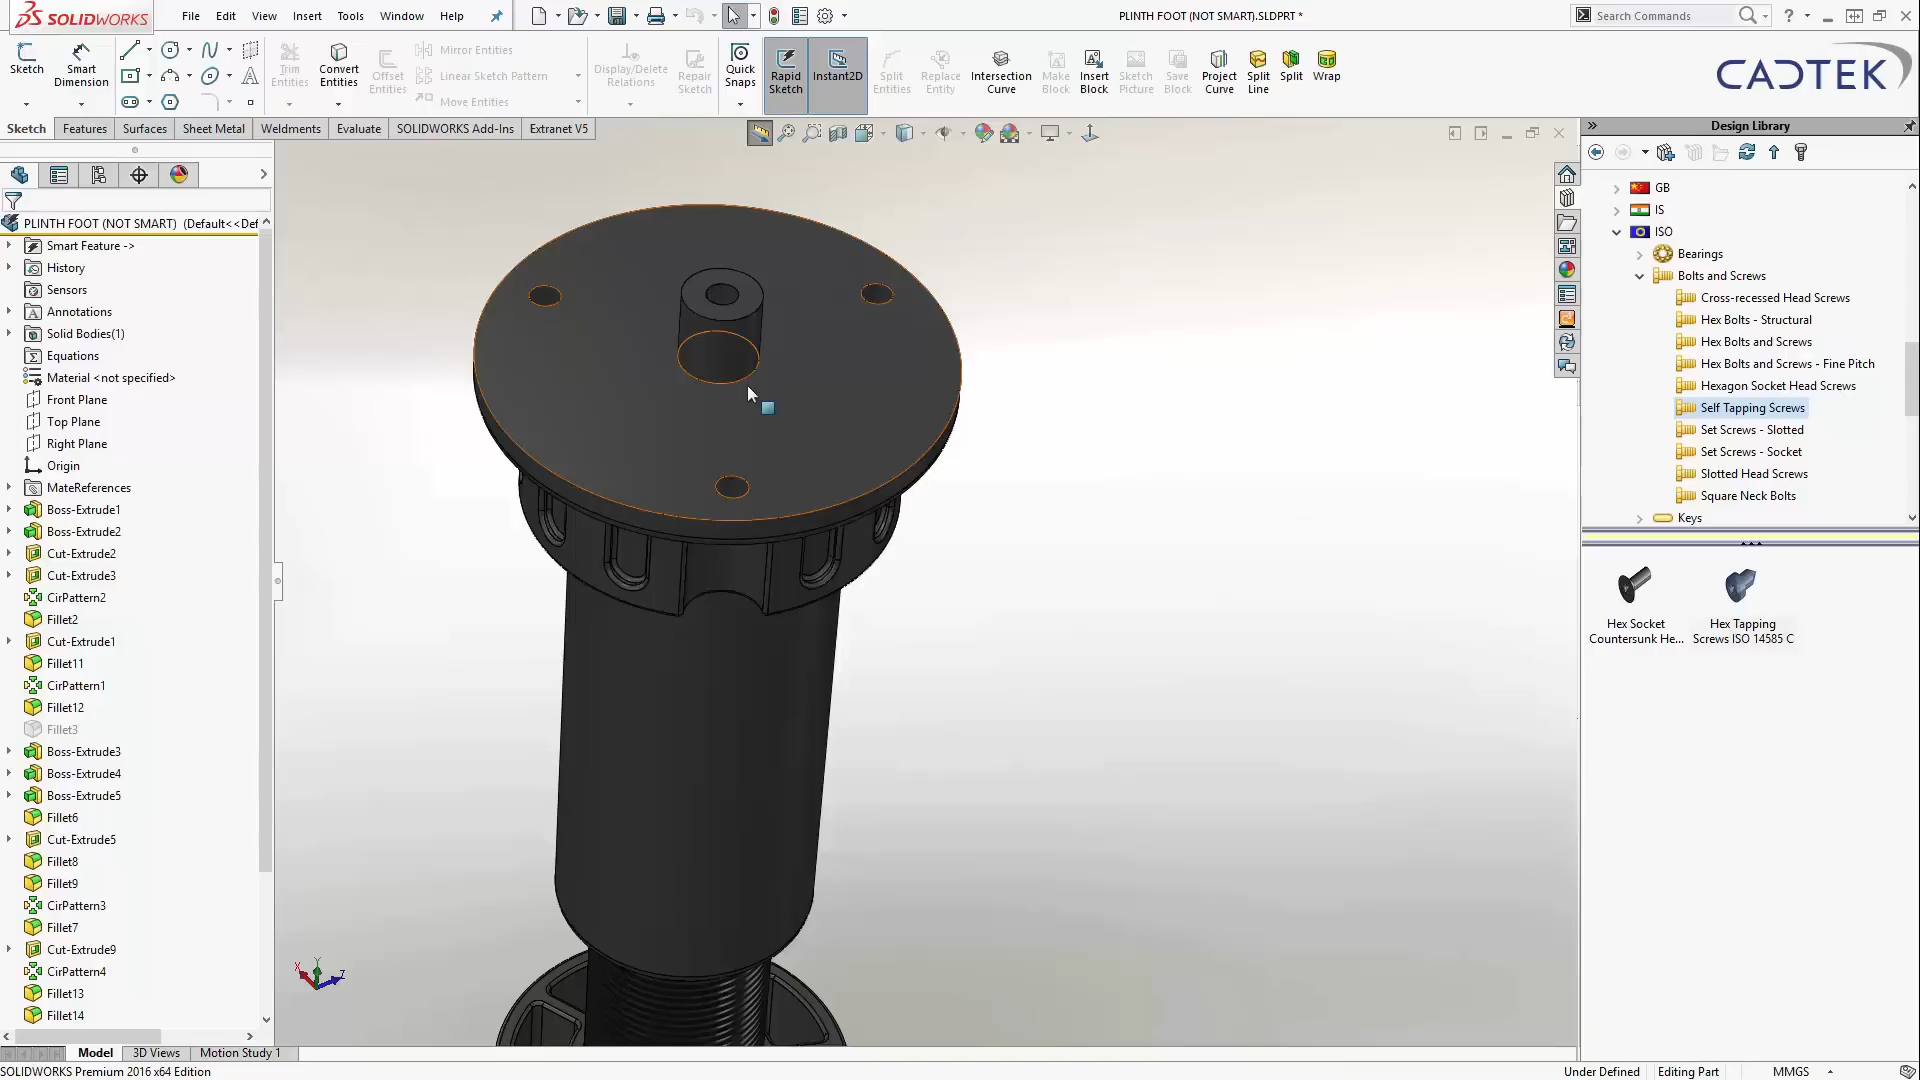 SOLIDWORKS
File Edit View Insert Tools Window Help
PLINTH FOOT (NOT SMART).SLDPRT *
Search Commands
Sketch
Smart Dimension
Trim Entities
Convert Entities
Offset Entities
Mirror Entities
Linear Sketch Pattern
Move Entities
Display/Delete Relations
Repair Sketch
Quick Snaps
Rapid Sketch
Instant2D
Split Entities
Replace Entity
Intersection Curve
Make Block
Insert Block
Sketch Picture
Save Block
Project Curve
Split Line
Split
Wrap
CADTEK
Sketch Features Surfaces Sheet Metal Weldments Evaluate SOLIDWORKS Add-Ins Extranet V5
PLINTH FOOT (NOT SMART) (Default<<Def
Smart Feature ->
History
Sensors
Annotations
Solid Bodies(1)
Equations
Material <not specified>
Front Plane
Top Plane
Right Plane
Origin
MateReferences
Boss-Extrude1
Boss-Extrude2
Cut-Extrude2
Cut-Extrude3
CirPattern2
Fillet2
Cut-Extrude1
Fillet11
CirPattern1
Fillet12
Fillet3
Boss-Extrude3
Boss-Extrude4
Boss-Extrude5
Fillet6
Cut-Extrude5
Fillet8
Fillet9
CirPattern3
Fillet7
Cut-Extrude9
CirPattern4
Fillet13
Fillet14
X Y Z
Design Library
GB
IS
ISO
Bearings
Bolts and Screws
Cross-recessed Head Screws
Hex Bolts - Structural
Hex Bolts and Screws
Hex Bolts and Screws - Fine Pitch
Hexagon Socket Head Screws
Self Tapping Screws
Set Screws - Slotted
Set Screws - Socket
Slotted Head Screws
Square Neck Bolts
Keys
Hex Socket
Countersunk He...
Hex Tapping
Screws ISO 14585 C
Model 3D Views Motion Study 1
SOLIDWORKS Premium 2016 x64 Edition
Under Defined Editing Part MMGS